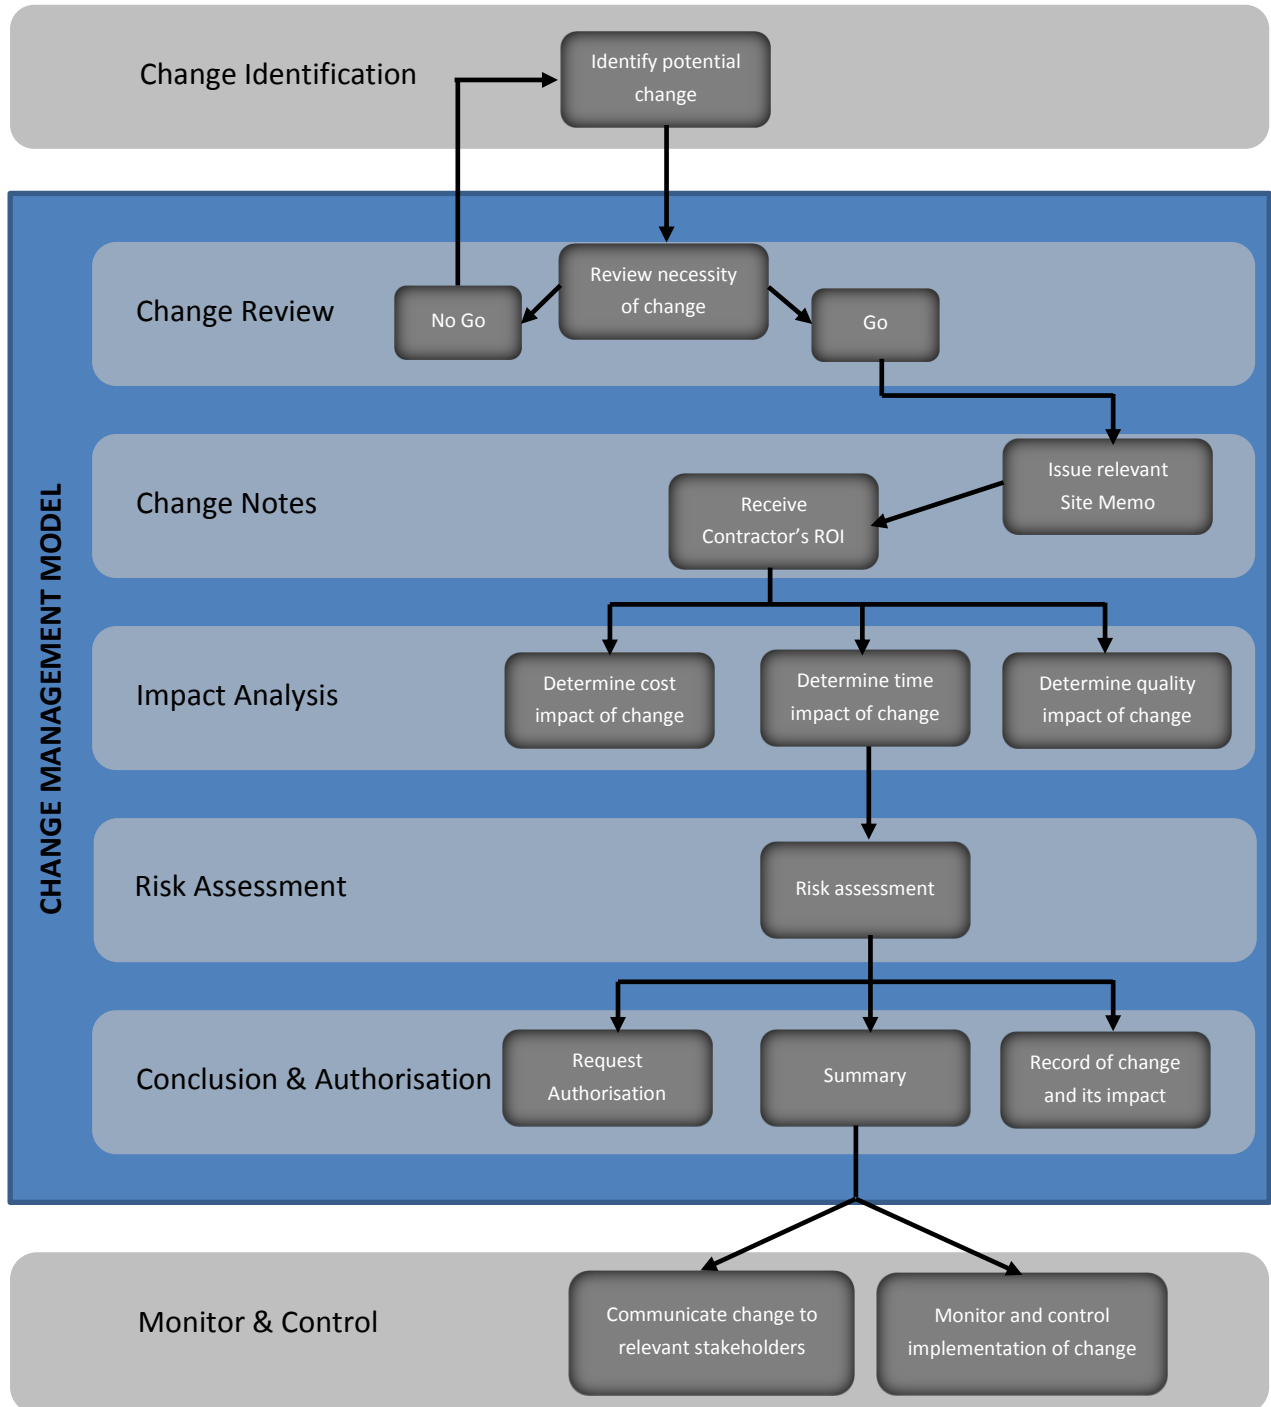 Change Identification
Identify potential
change
CHANGE MANAGEMENT MODEL
Change Review
Review necessity
of change
No Go
Go
Change Notes
Issue relevant
Site Memo
Receive
Contractor’s ROI
Impact Analysis
Determine cost
impact of change
Determine time
impact of change
Determine quality
impact of change
Risk Assessment
Risk assessment
Conclusion & Authorisation
Request
Authorisation
Summary
Record of change
and its impact
Monitor & Control
Communicate change to
relevant stakeholders
Monitor and control
implementation of change